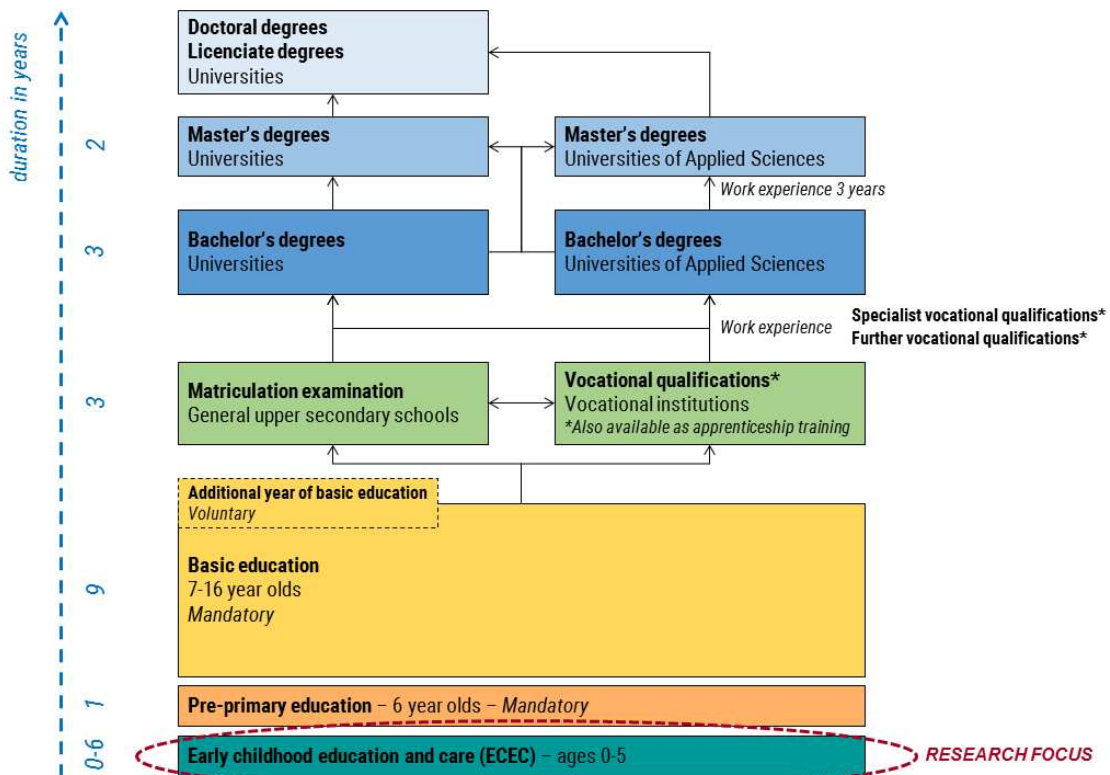 duration in years
Doctoral degrees
Licenciate degrees
Universities
2
Master's degrees
Universities
Master's degrees
Universities of Applied Sciences
Work experience 3 years
3
Bachelor's degrees
Universities
Bachelor's degrees
Universities of Applied Sciences
Work experience
Specialist vocational qualifications*
Further vocational qualifications*
3
Matriculation examination
General upper secondary schools
Vocational qualifications*
Vocational institutions
*Also available as apprenticeship training
Additional year of basic education
Voluntary
9
Basic education
7-16 year olds
Mandatory
1
Pre-primary education – 6 year olds – Mandatory
0-6
Early childhood education and care (ECEC) – ages 0-5
RESEARCH FOCUS